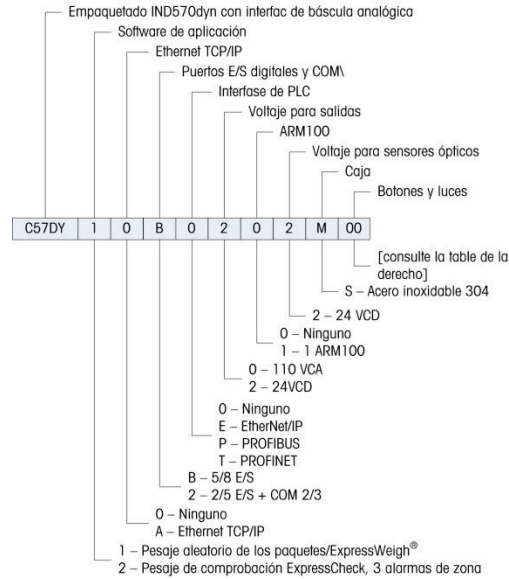 Empaquetado IND570dyn con interfac de báscula analógica
Software de aplicación
Ethernet TCP/IP
Puertos E/S digitales y COM\
Interfase de PLC
Voltaje para salidas
ARM100
Voltaje para sensores ópticos
Caja
Botones y luces
C57DY 1 0 B 0 2 0 2 M 00
[consulte la table de la
derecho]
S – Acero inoxidable 304
2 – 24 VCD
0 – Ninguno
1 – 1 ARM100
0 – 110 VCA
2 – 24VCD
0 – Ninguno
E – EtherNet/IP
P – PROFIBUS
T – PROFINET
B – 5/8 E/S
2 – 2/5 E/S + COM 2/3
0 – Ninguno
A – Ethernet TCP/IP
1 – Pesaje aleatorio de los paquetes/ExpressWeigh®
2 – Pesaje de comprobación ExpressCheck, 3 alarmas de zona